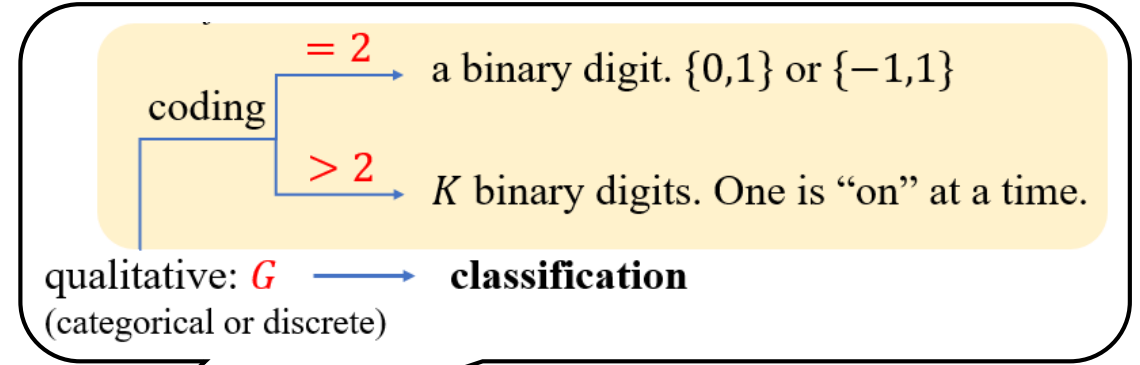 = 2
a binary digit. {0,1} or {−1,1}
coding
> 2
K binary digits. One is “on” at a time.
qualitative: G
classification
(categorical or discrete)